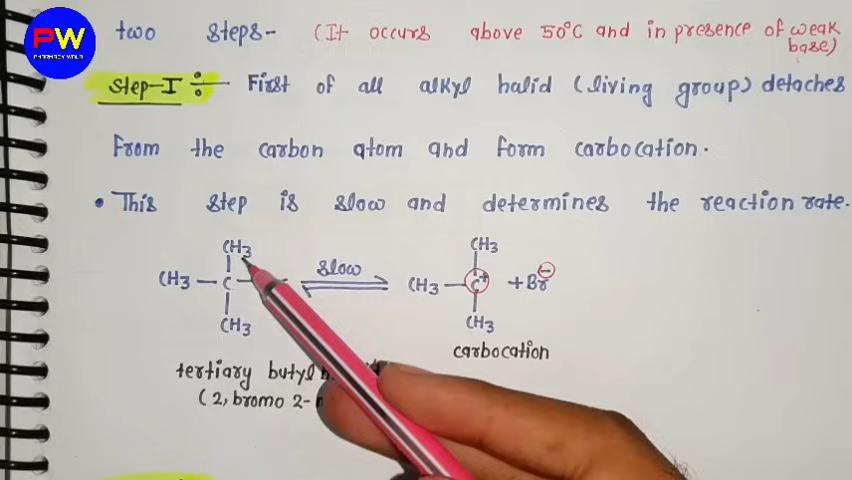 PW
PHARMACY WALA
two steps- (It occurs above 50°C and in presence of weak base)
Step-I :- First of all alkyl halid (living group) detaches
From the carbon atom and form carbocation.
• This step is slow and determines the reaction rate.
CH3 CH3
CH3 - C - slow CH3 - C+ + Br-
CH3 CH3
carbocation
tertiary butyl
(2, bromo 2-